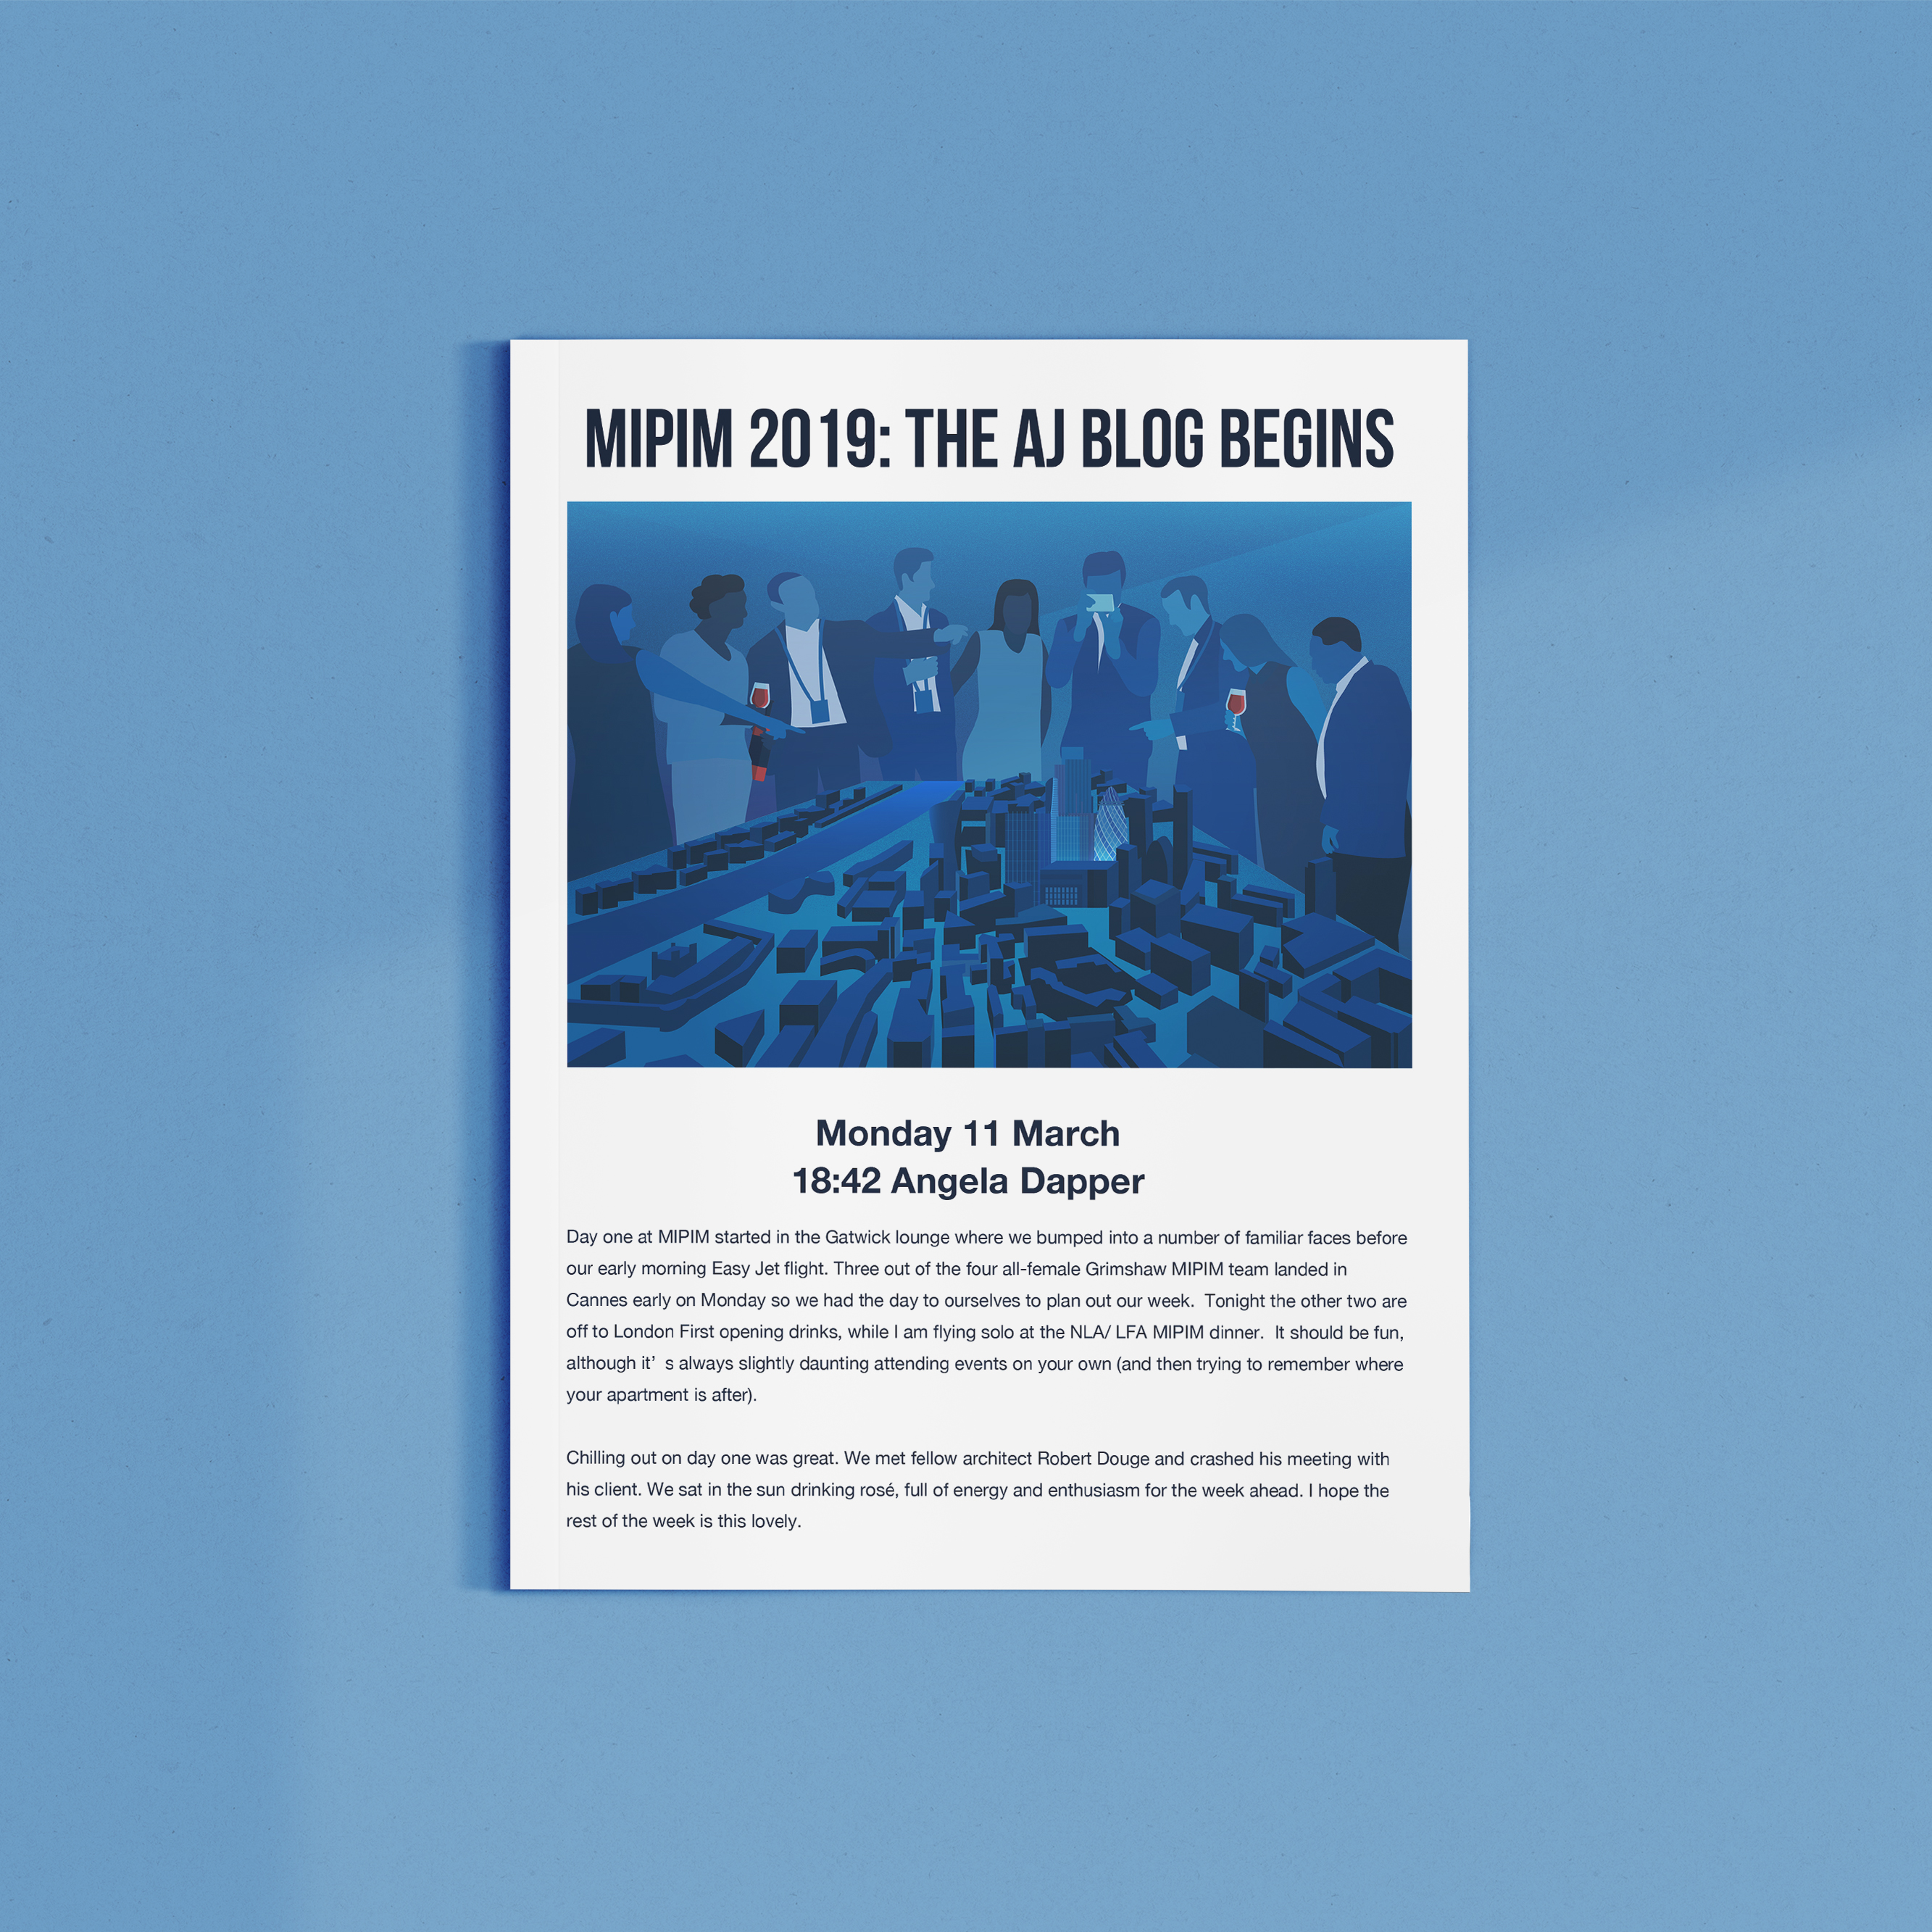 MIPIM 2019: THE AJ BLOG BEGINS
Monday 11 March
18:42 Angela Dapper
Day one at MIPIM started in the Gatwick lounge where we bumped into a number of familiar faces before
our early morning Easy Jet flight. Three out of the four all-female Grimshaw MIPIM team landed in
Cannes early on Monday so we had the day to ourselves to plan out our week.  Tonight the other two are
off to London First opening drinks, while I am flying solo at the NLA/ LFA MIPIM dinner.  It should be fun,
although it’ s always slightly daunting attending events on your own (and then trying to remember where
your apartment is after).
Chilling out on day one was great. We met fellow architect Robert Douge and crashed his meeting with
his client. We sat in the sun drinking rosé, full of energy and enthusiasm for the week ahead. I hope the
rest of the week is this lovely.